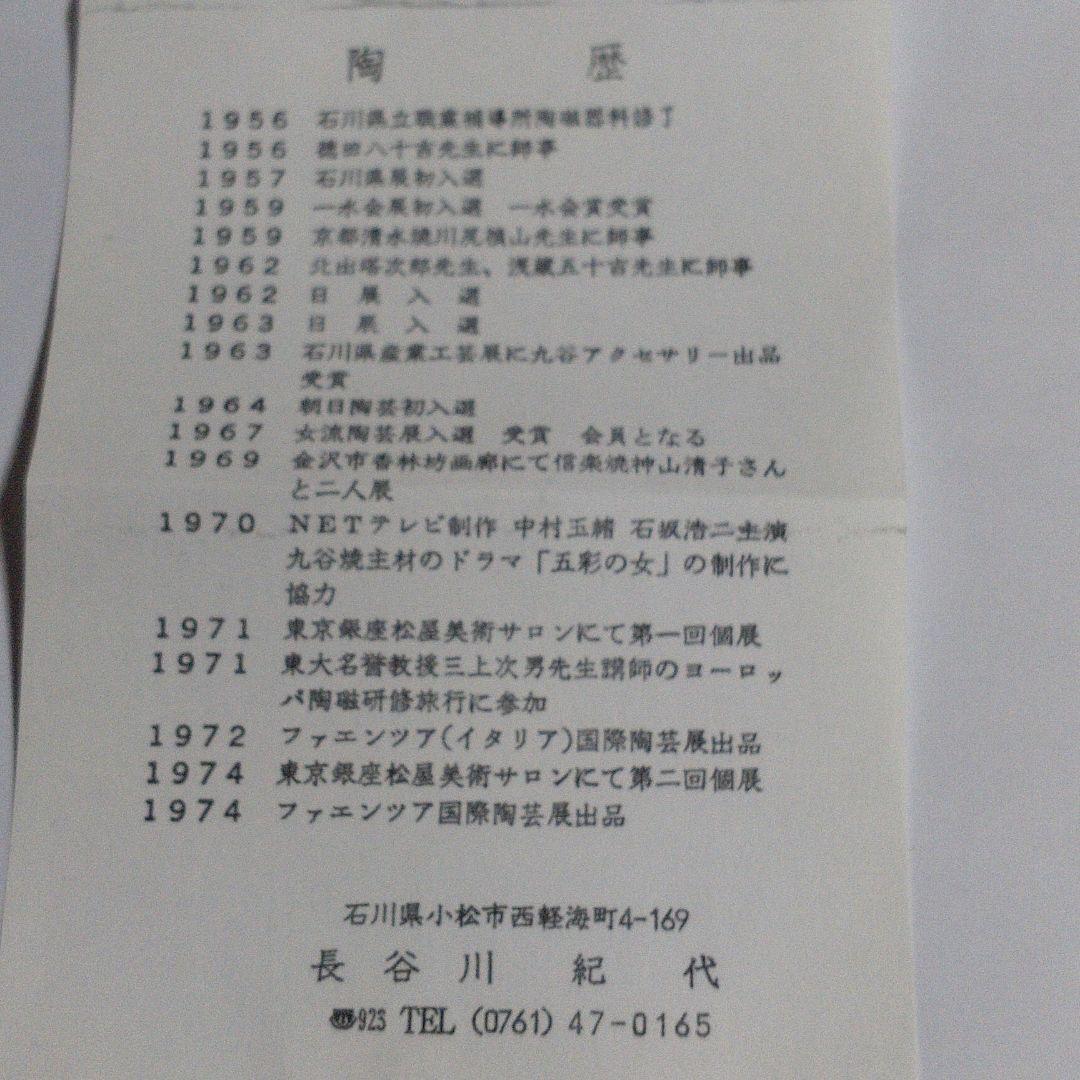 陶 歴
1956 石川県立職業補導所陶磁器科修了
1956 徳田八十吉先生に師事
1957 石川県展初入選
1959 一水会展初入選 一水会賞受賞
1959 京都清水焼川尻横山先生に師事
1962 北出塔次郎先生、浅蔵五十吉先生に師事
1962 日展入選
1963 日展入選
1963 石川県産業工芸展に九谷アクセサリー出品
受賞
1964 朝日陶芸初入選
1967 女流陶芸展入選 受賞 会員となる
1969 金沢市香林坊画廊にて信楽焼神山清子さん
と二人展
1970 NETテレビ制作 中村玉緒 石坂浩二主演
九谷焼主材のドラマ「五彩の女」の制作に
協力
1971 東京銀座松屋美術サロンにて第一回個展
1971 東大名誉教授三上次男先生講師のヨーロッ
パ陶磁研修旅行に参加
1972 ファエンツア(イタリア)国際陶芸展出品
1974 東京銀座松屋美術サロンにて第二回個展
1974 ファエンツア国際陶芸展出品
石川県小松市西軽海町4-169
長谷川 紀代
923 TEL (0761) 47-0165